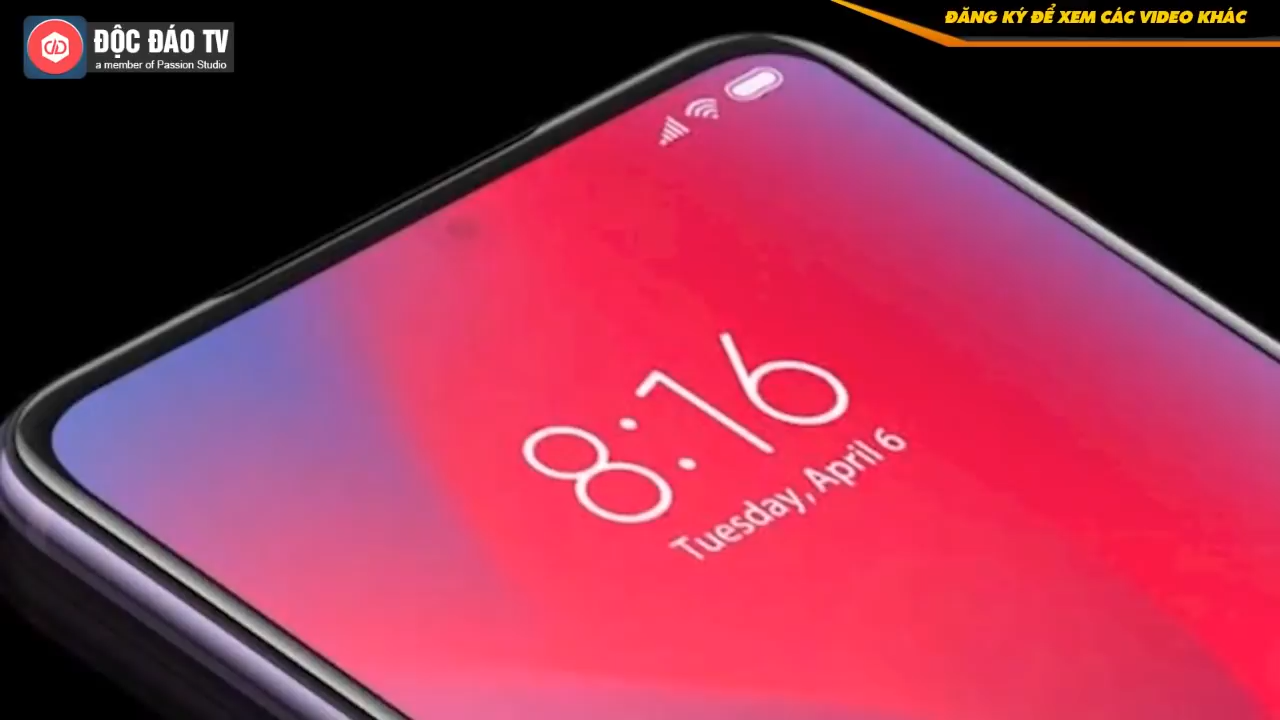 ĐỘC ĐÁO TV
a member of Passion Studio
ĐĂNG KÝ ĐỂ XEM CÁC VIDEO KHÁC
8:16
Tuesday, April 6